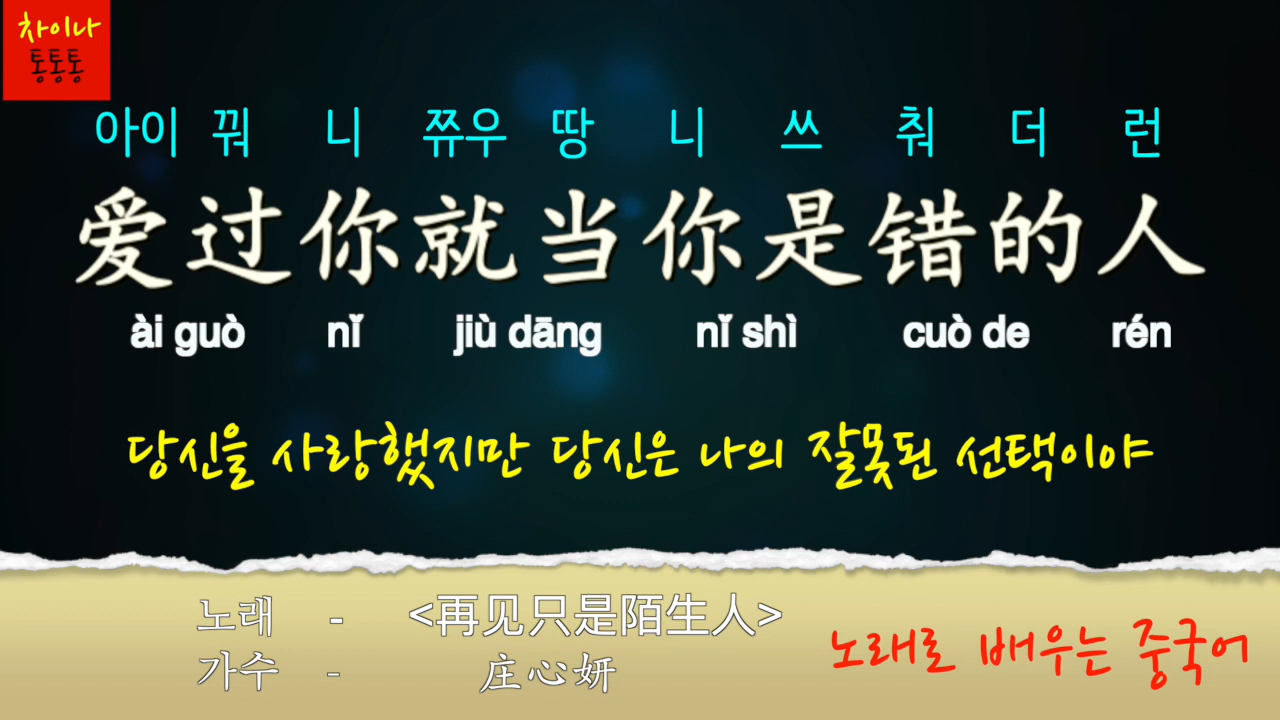 차이나
통통통
아이 꿔 니 쮸우 땅 니 쓰 춰 더 런
爱过你就当你是错的人
ài guò nǐ jiù dāng nǐ shì cuò de rén
당신을 사랑했지만 당신은 나의 잘못된 선택이야
노래 - <再见只是陌生人>
가수 - 庄心妍
노래로 배우는 중국어